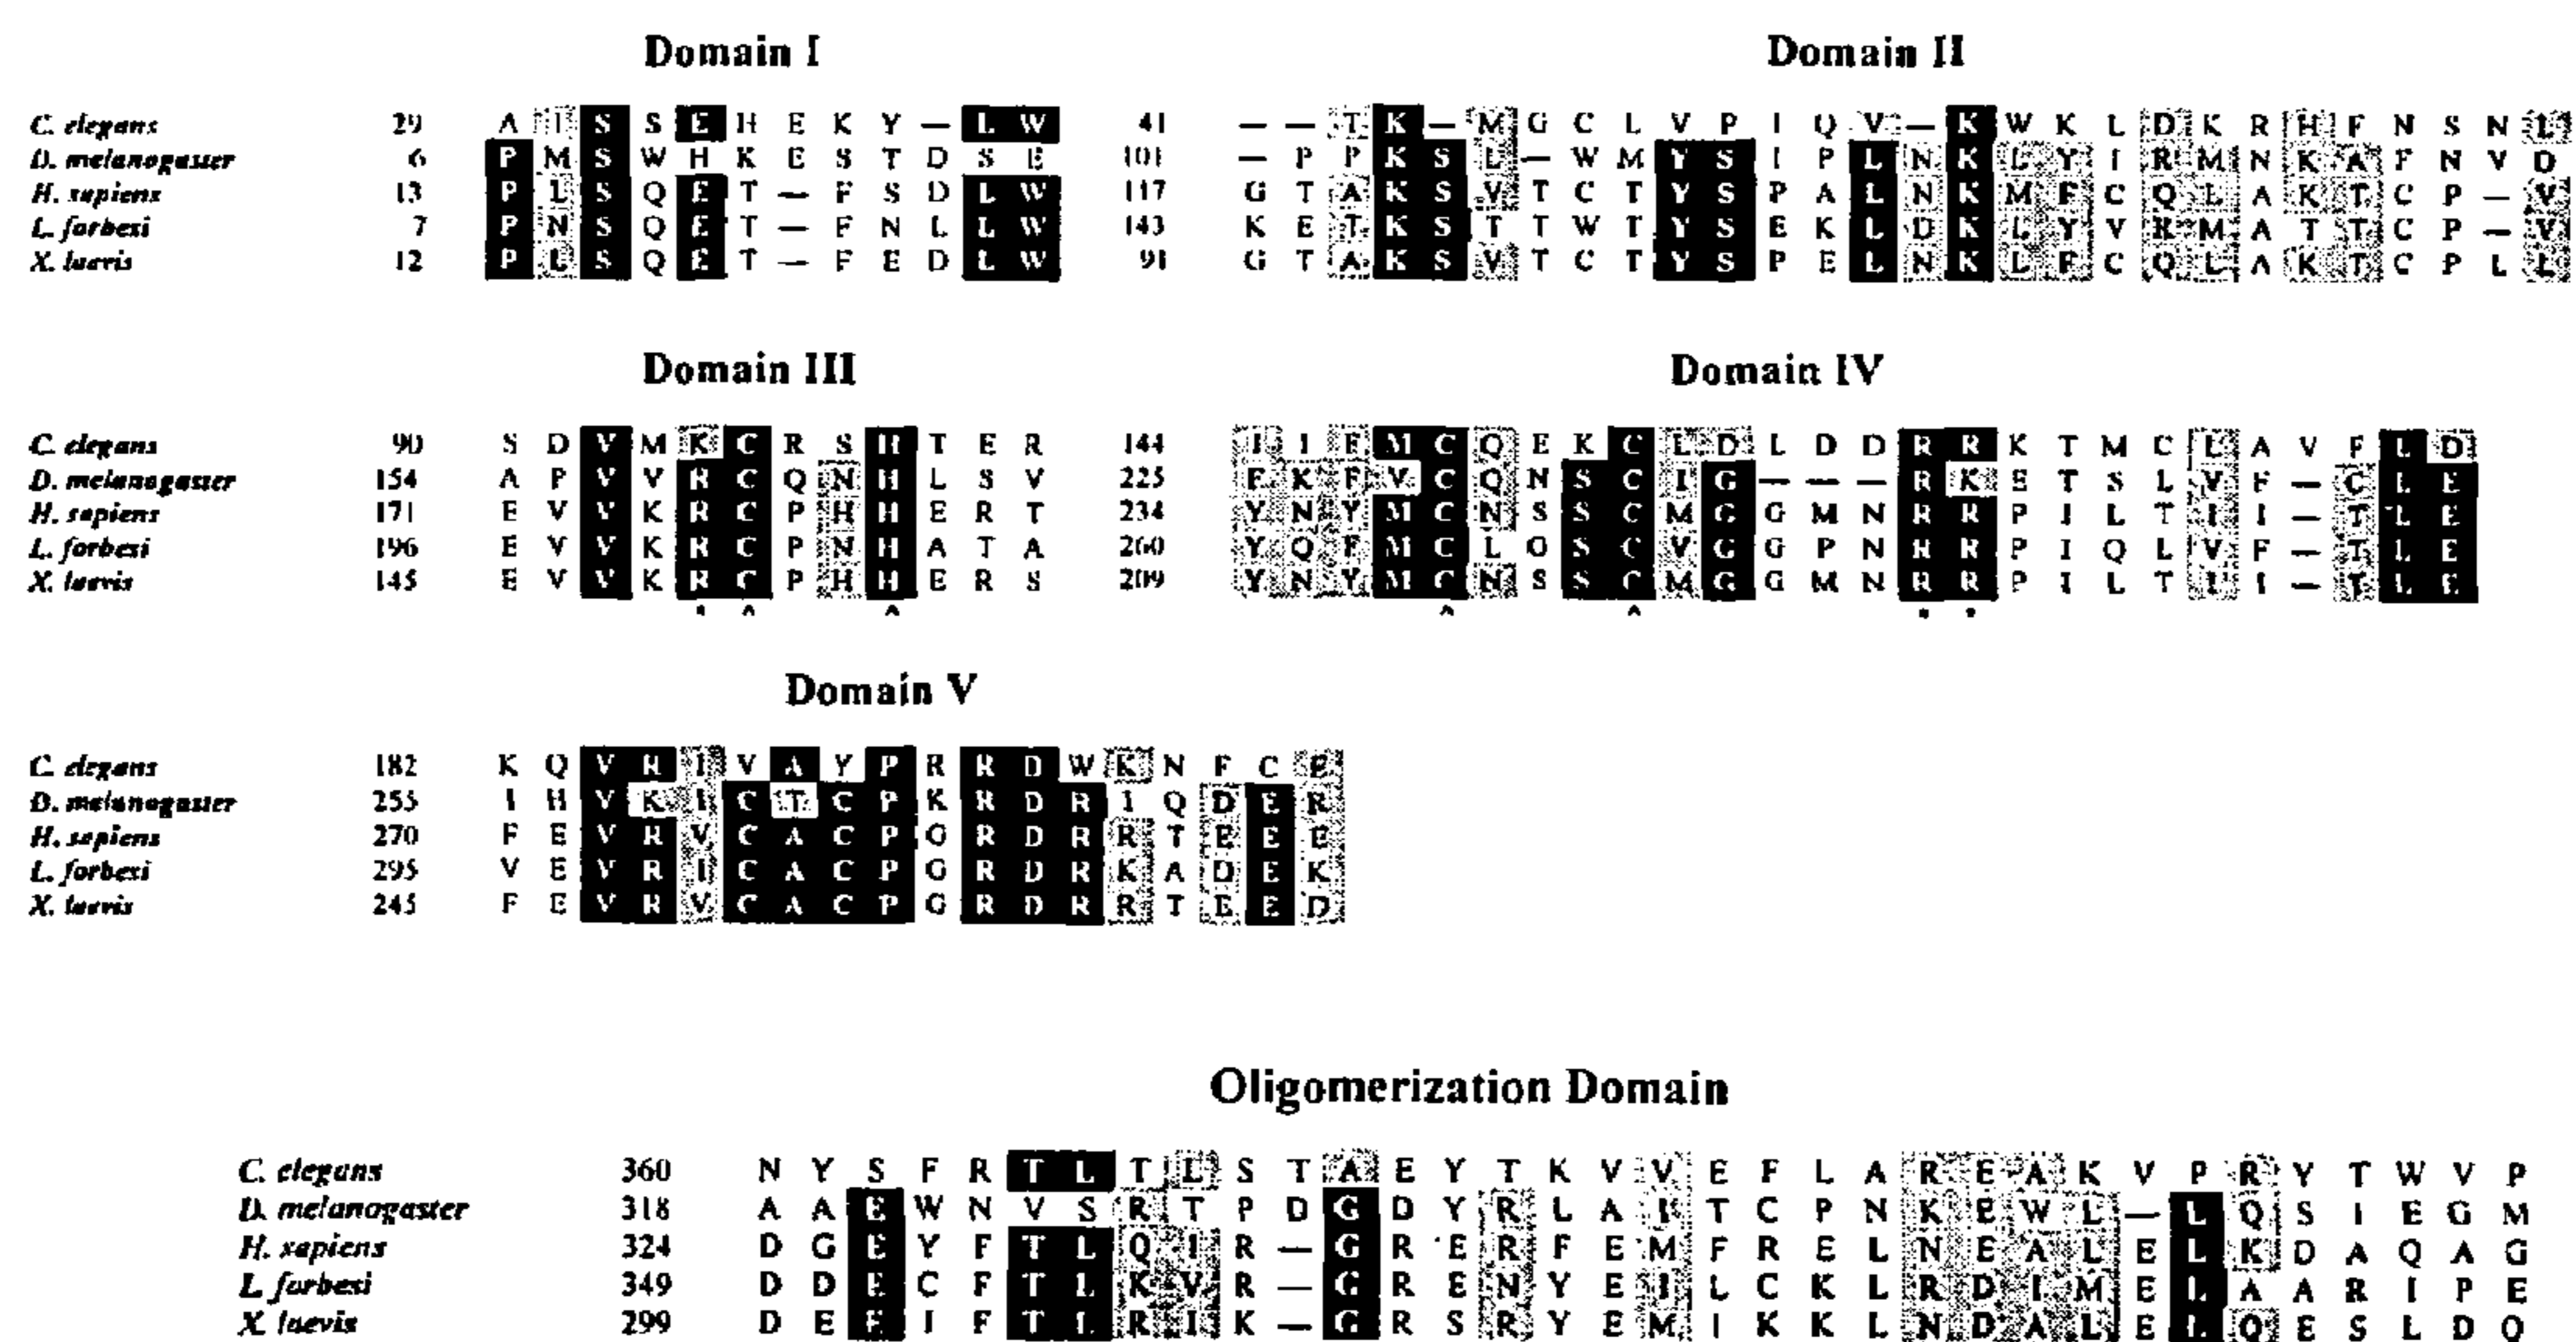 Domain I Domain II
C. elegans 29 A I S S E H E K Y — L W 41 — — T K — M G C L V P I Q V — K W K L D K R H F N S N L
D. melanogaster 6 P M S W H K E S T D S E 101 — P P K S L — W M Y S I P L N K L Y I R M N K A F N V D
H. sapiens 13 P L S Q E T — F S D L W 117 G T A K S V T C T Y S P A L N K M F C Q L A K T C P — V
L. forbesi 7 P N S Q E T — F N L L W 143 K E T K S T T W T Y S E K L D K L Y V R M A T T C P — V
X. laevis 12 P L S Q E T — F E D L W 91 G T A K S V T C T Y S P E L N K L F C Q L A K T C P L L
Domain III Domain IV
C. elegans 90 S D V M K C R S H T E R 144 I I F M C Q E K C L D L D D R R K T M C L A V F L D
D. melanogaster 154 A P V V R C Q N H L S V 225 F K F V C Q N S C I G — — — R K E T S L V F — C L E
H. sapiens 171 E V V K R C P H H E R T 234 Y N Y M C N S S C M G G M N R R P I L T I I — T L E
L. forbesi 196 E V V K R C P N H A T A 260 Y Q F M C L G S C V G G P N R R P I Q L V F — T L E
X. laevis 145 E V V K R C P H H E R S 209 Y N Y M C N S S C M G G M N R R P I L T I I — T L E
Domain V
C. elegans 182 K Q V R I V A Y P R R D W K N F C E
D. melanogaster 255 I H V K I C T C P K R D R I Q D E R
H. sapiens 270 F E V R V C A C P G R D R R T E E E
L. forbesi 295 V E V R I C A C P G R D R K A D E K
X. laevis 245 F E V R V C A C P G R D R R T E E D
Oligomerization Domain
C. elegans 360 N Y S F R T L T L S T A E Y T K V V E F L A R E A K V P R Y T W V P
D. melanogaster 318 A A E W N V S R T P D G D Y R L A I T C P N K E W L — L Q S I E G M
H. sapiens 324 D G E Y F T L Q I R — G R E R F E M F R E L N E A L E L K D A Q A G
L. forbesi 349 D D E C F T L K V R — G R E N Y E I L C K L R D I M E L A A R I P E
X. laevis 299 D E E I F T L R I K — G R S R Y E M I K K L N D A L E L Q E S L D Q